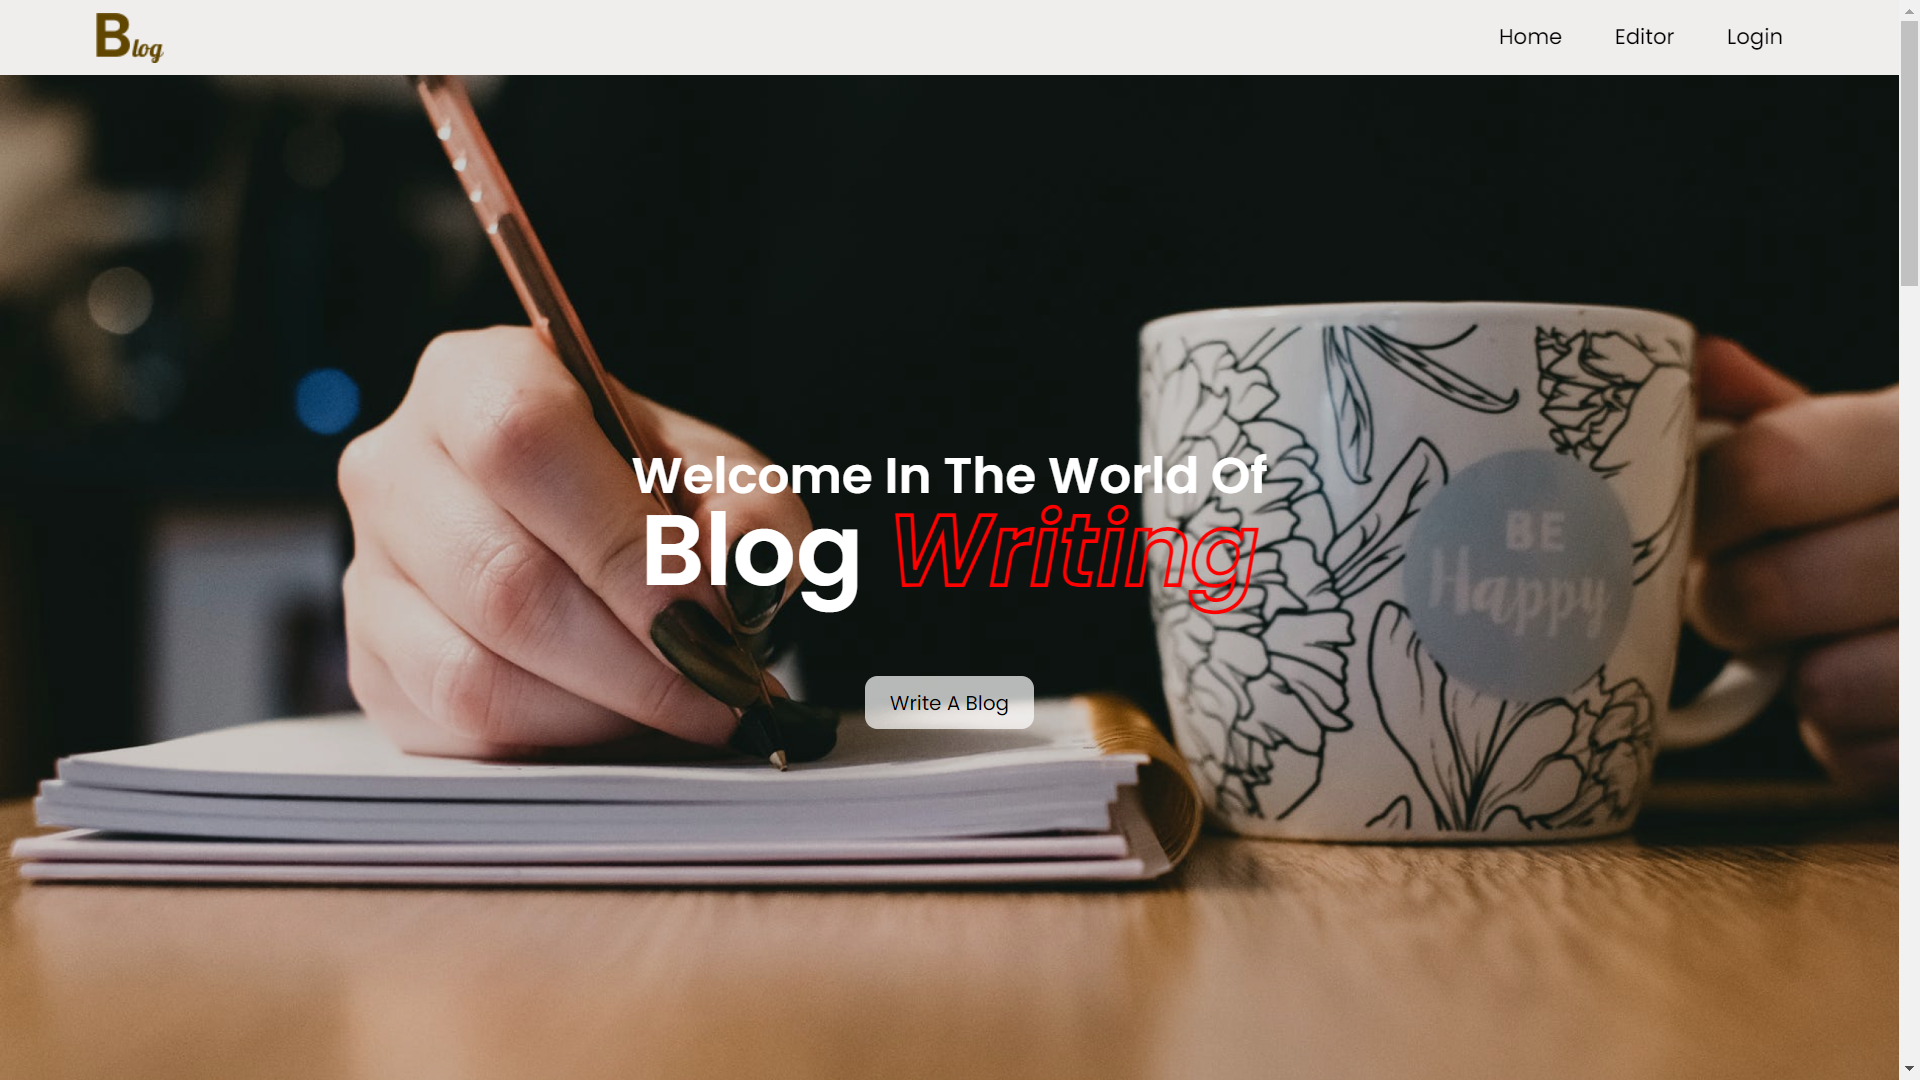 Blog
Home Editor Login
Welcome In The World Of
Blog Writing
BE
Happy
Write A Blog